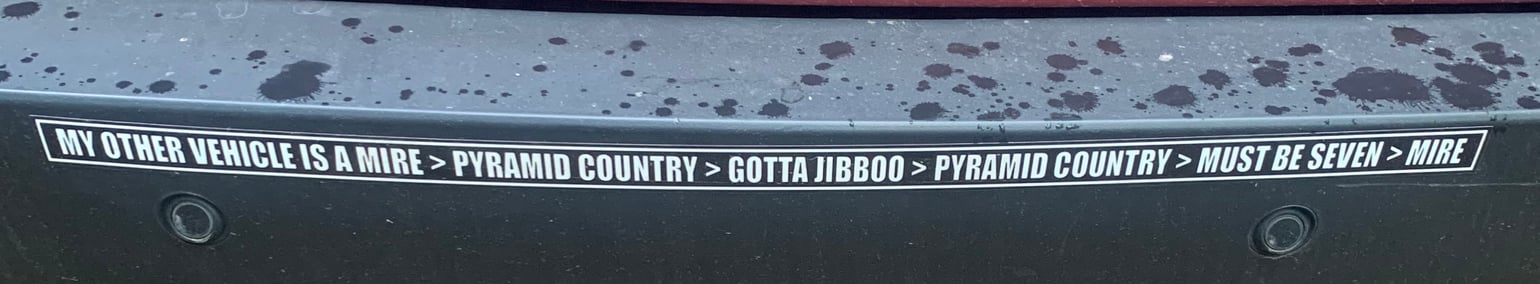 MY OTHER VEHICLE IS A MIRE > PYRAMID COUNTRY > GOTTA JIBBOO > PYRAMID COUNTRY > MUST BE SEVEN > MIRE